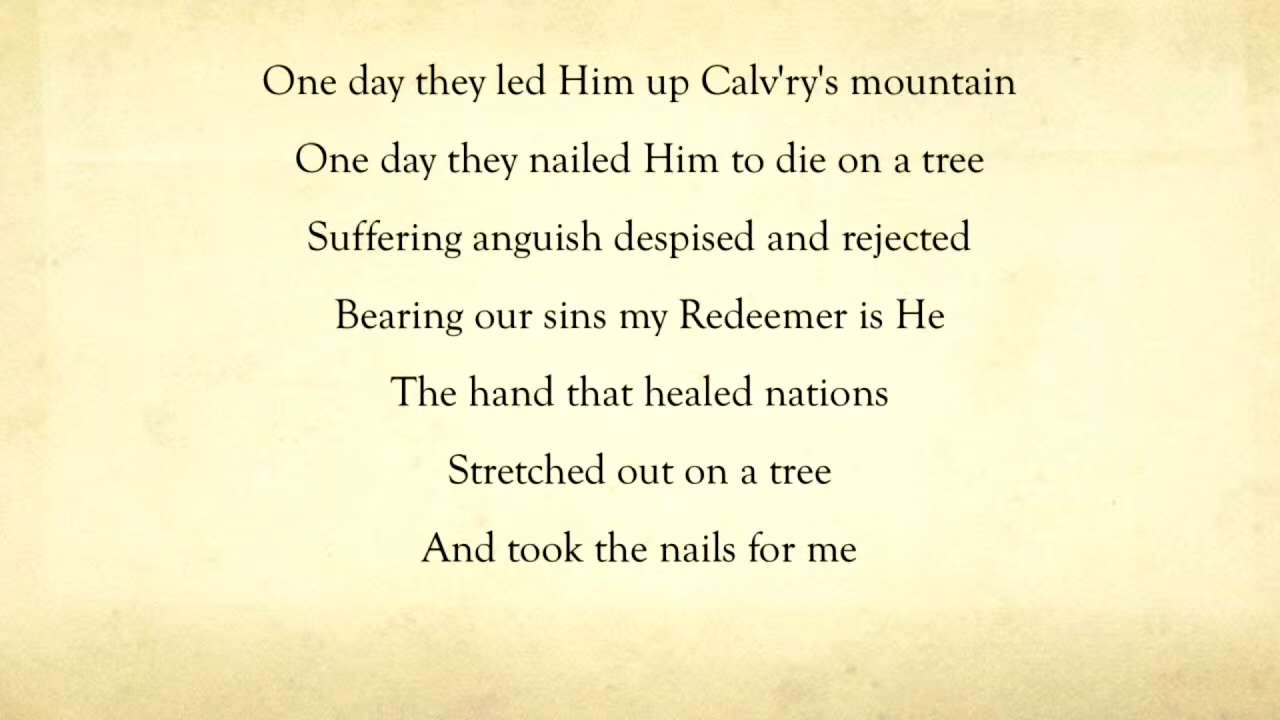 One day they led Him up Calv'ry's mountain
One day they nailed Him to die on a tree
Suffering anguish despised and rejected
Bearing our sins my Redeemer is He
The hand that healed nations
Stretched out on a tree
And took the nails for me